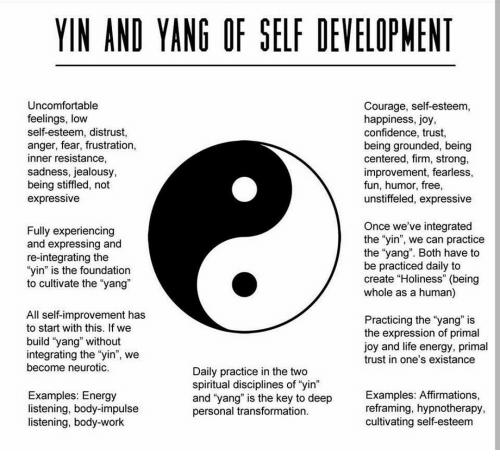 YIN AND YANG OF SELF DEVELOPMENT
Uncomfortable
feelings, low
self-esteem, distrust,
anger, fear, frustration,
inner resistance,
sadness, jealousy,
being stiffled, not
expressive
Fully experiencing
and expressing and
re-integrating the
"yin" is the foundation
to cultivate the "yang"
All self-improvement has
to start with this. If we
build "yang" without
integrating the "yin", we
become neurotic.
Examples: Energy
listening, body-impulse
listening, body-work
Daily practice in the two
spiritual disciplines of "yin"
and "yang" is the key to deep
personal transformation.
Courage, self-esteem,
happiness, joy,
confidence, trust,
being grounded, being
centered, firm, strong,
improvement, fearless,
fun, humor, free,
unstiffeled, expressive
Once we've integrated
the "yin", we can practice
the "yang". Both have to
be practiced daily to
create "Holiness" (being
whole as a human)
Practicing the "yang" is
the expression of primal
joy and life energy, primal
trust in one's existance
Examples: Affirmations,
reframing, hypnotherapy,
cultivating self-esteem